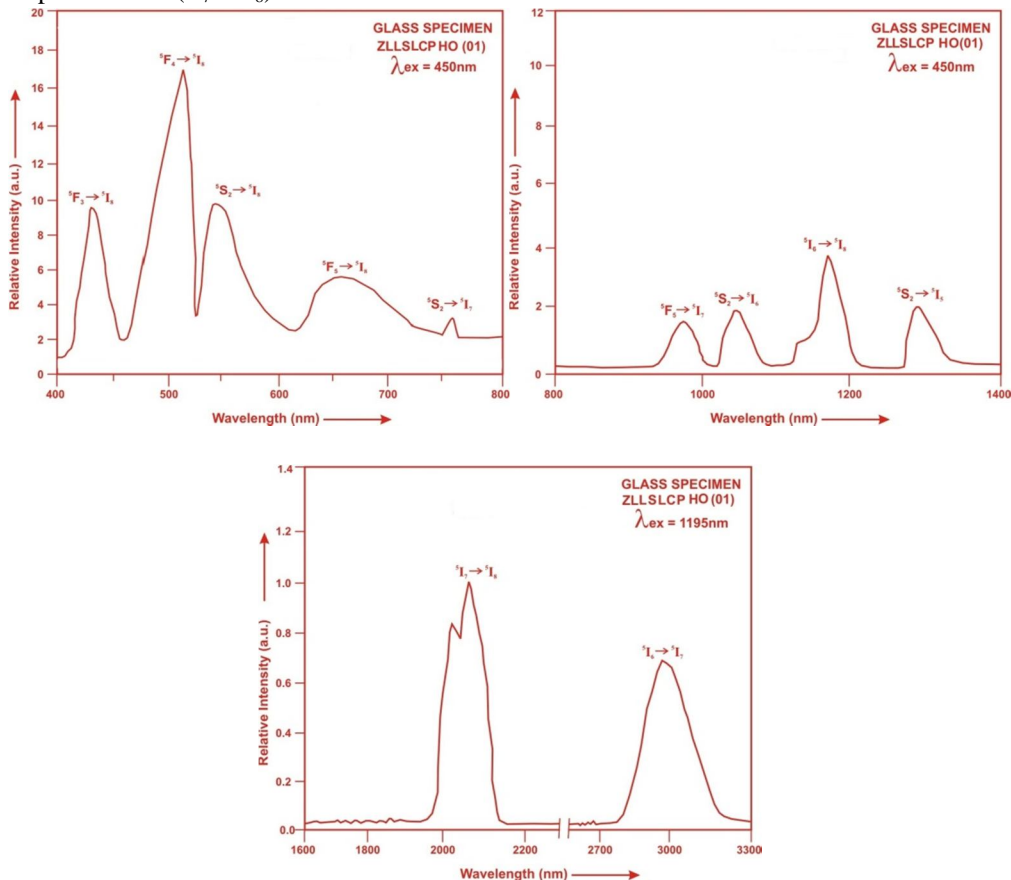 GLASS SPECIMEN
ZLLSLCP HO (01)
λex = 450nm
⁵F₄→⁵I₈
⁵F₃→⁵I₈
⁵S₂→⁵I₈
⁵F₅→⁵I₈
⁵S₂→⁵I₇
Relative Intensity (a.u.)
20
18
16
14
12
10
8
6
4
2
0
400 500 600 700 800
Wavelength (nm)
GLASS SPECIMEN
ZLLSLCP HO(01)
λex = 450nm
⁵I₆→⁵I₈
⁵F₅→⁵I₇
⁵S₂→⁵I₆
⁵S₂→⁵I₅
Relative Intensity (a.u.)
12
10
8
6
4
2
0
800 1000 1200 1400
Wavelength (nm)
GLASS SPECIMEN
ZLLSLCP HO (01)
λex = 1195nm
⁵I₇→⁵I₈
⁵I₆→⁵I₇
Relative Intensity (a.u.)
1.4
1.2
1.0
0.8
0.6
0.4
0.2
0.0
1600 1800 2000 2200 2700 3000 3300
Wavelength (nm)